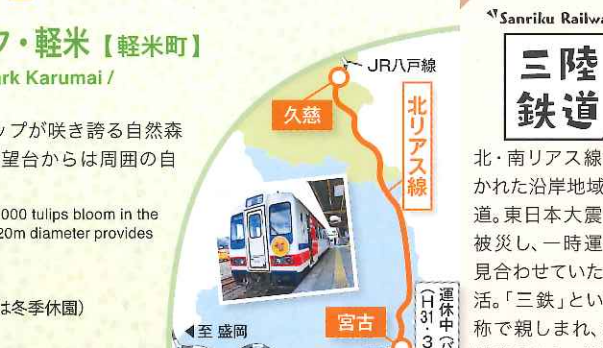 フ・軽米【軽米町】
ark Karumai /
ップが咲き誇る自然森
望台からは周囲の自
000 tulips bloom in the
20m diameter provides
は冬季休園)
JR八戸線
久慈
北リアス線
至 盛岡
宮古
運休中
(H31・3
Sanriku Railwa
三陸
鉄道
北・南リアス線
かれた沿岸地域
道。東日本大震
被災し、一時運
見合わせていた
活。「三鉄」とい
称で親しまれ、